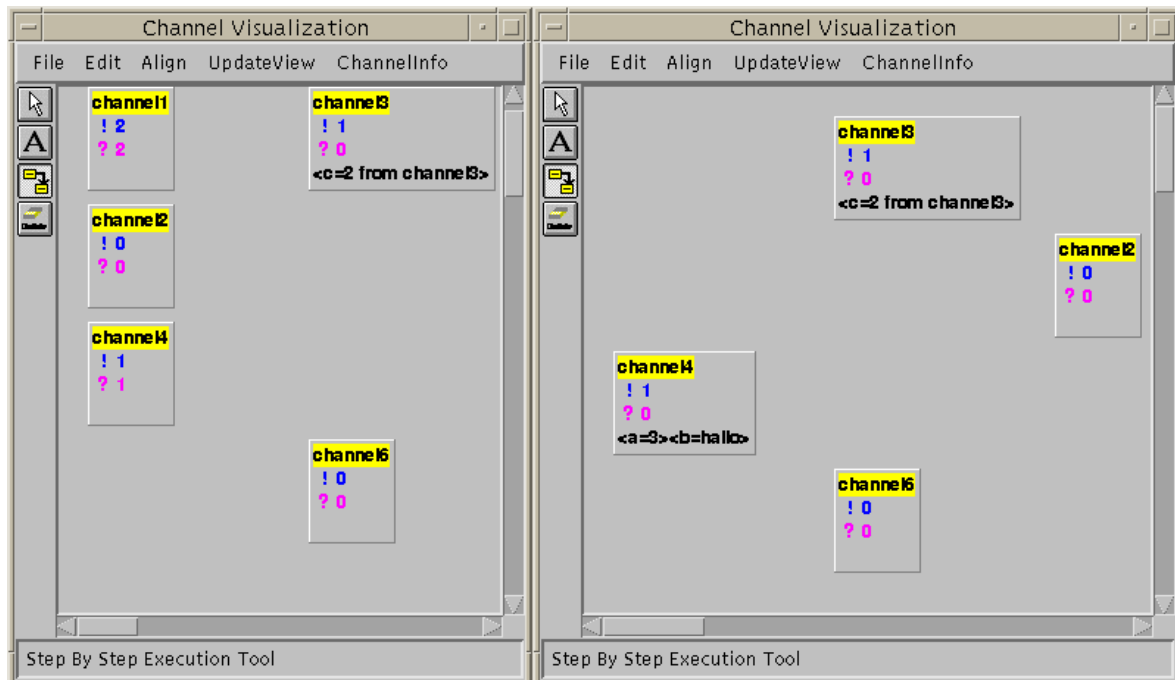 Channel Visualization
File Edit Align UpdateView ChannelInfo
A
channel1
! 2
? 2
channel3
! 1
? 0
<c=2 from channel3>
channel2
! 0
? 0
channel4
! 1
? 1
channel6
! 0
? 0
Step By Step Execution Tool
Channel Visualization
File Edit Align UpdateView ChannelInfo
A
channel3
! 1
? 0
<c=2 from channel3>
channel2
! 0
? 0
channel4
! 1
? 0
<a=3><b=hallo>
channel6
! 0
? 0
Step By Step Execution Tool